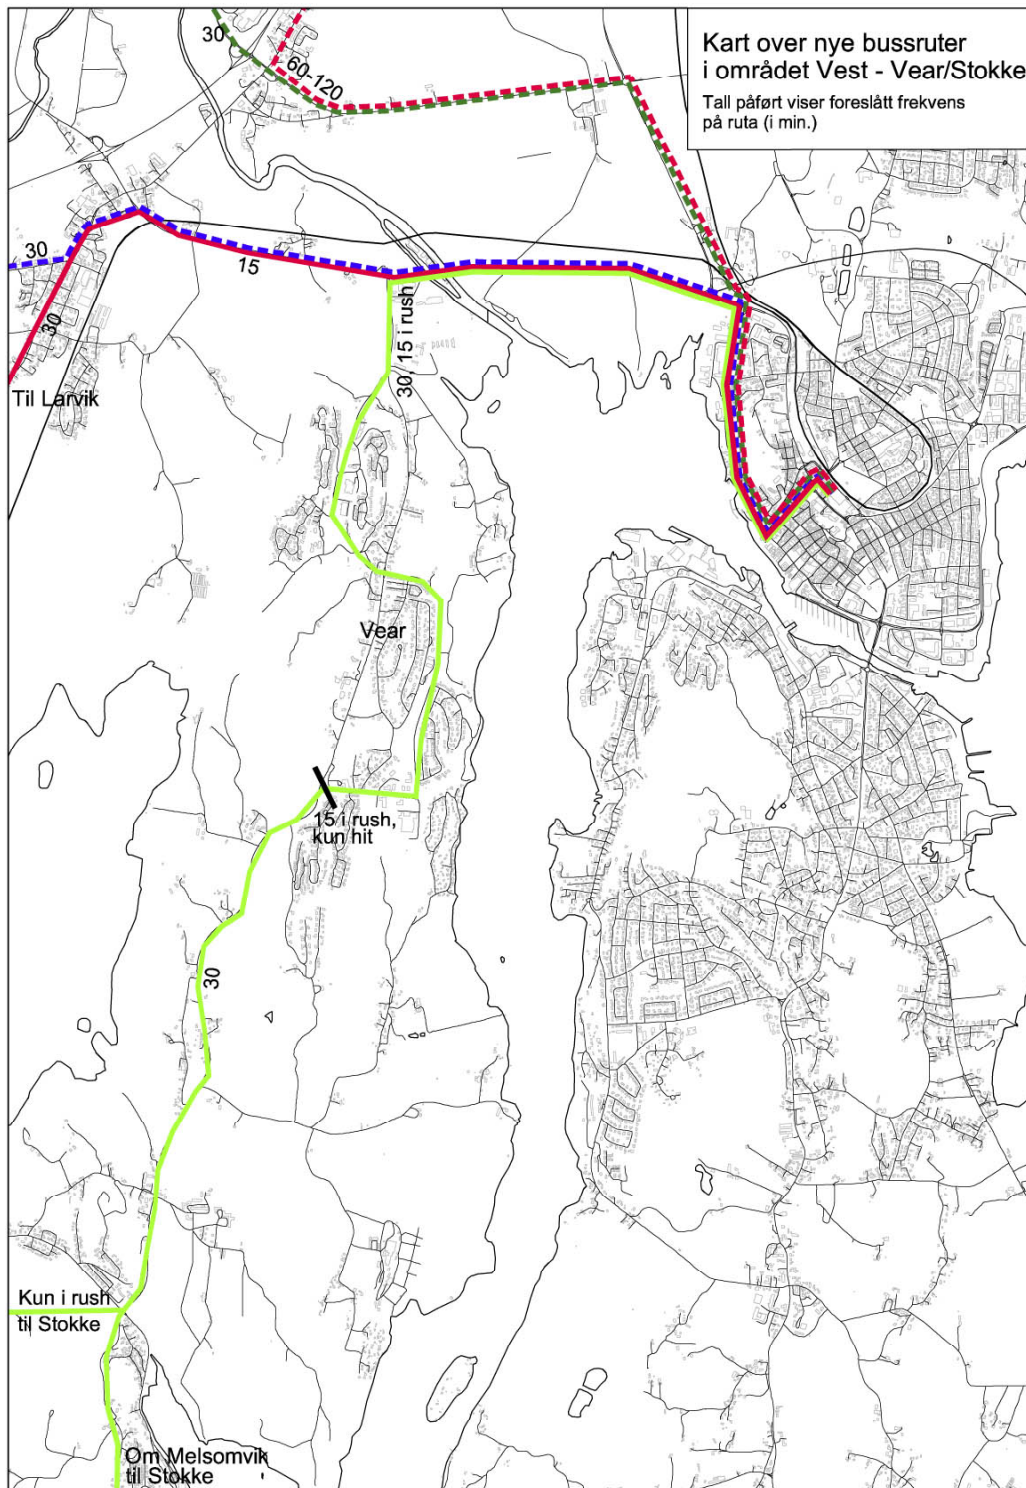 Kart over nye bussruter
i området Vest - Vear/Stokke
Tall påført viser foreslått frekvens
på ruta (i min.)
30
60-120
30
15
30
30, 15 i rush
Til Larvik
Vear
15 i rush,
kun hit
30
Kun i rush
til Stokke
Om Melsomvik
til Stokke